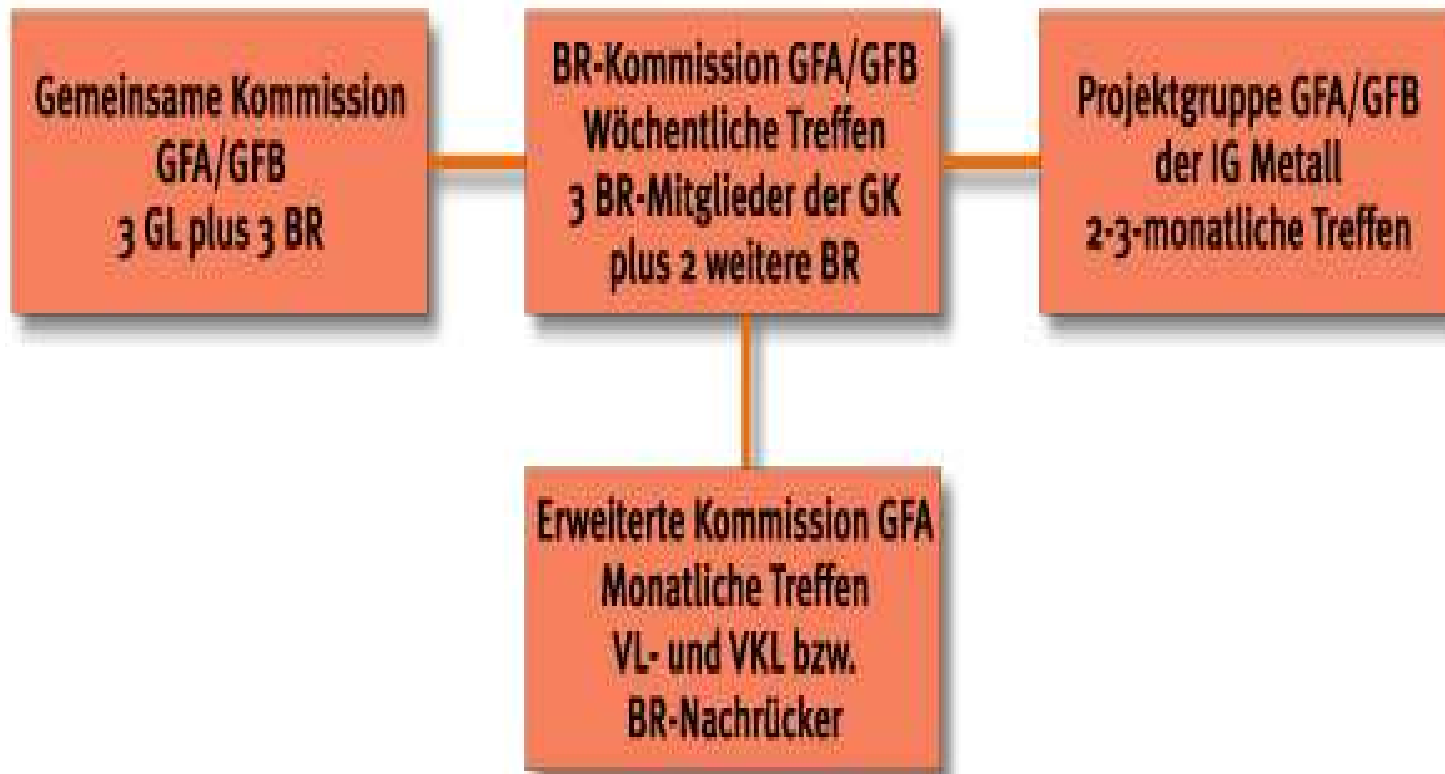 Gemeinsame Kommission
GFA/GFB
3 GL plus 3 BR
BR-Kommission GFA/GFB
Wöchentliche Treffen
3 BR-Mitglieder der GK
plus 2 weitere BR
Projektgruppe GFA/GFB
der IG Metall
2-3-monatliche Treffen
Erweiterte Kommission GFA
Monatliche Treffen
VL- und VKL bzw.
BR-Nachrücker